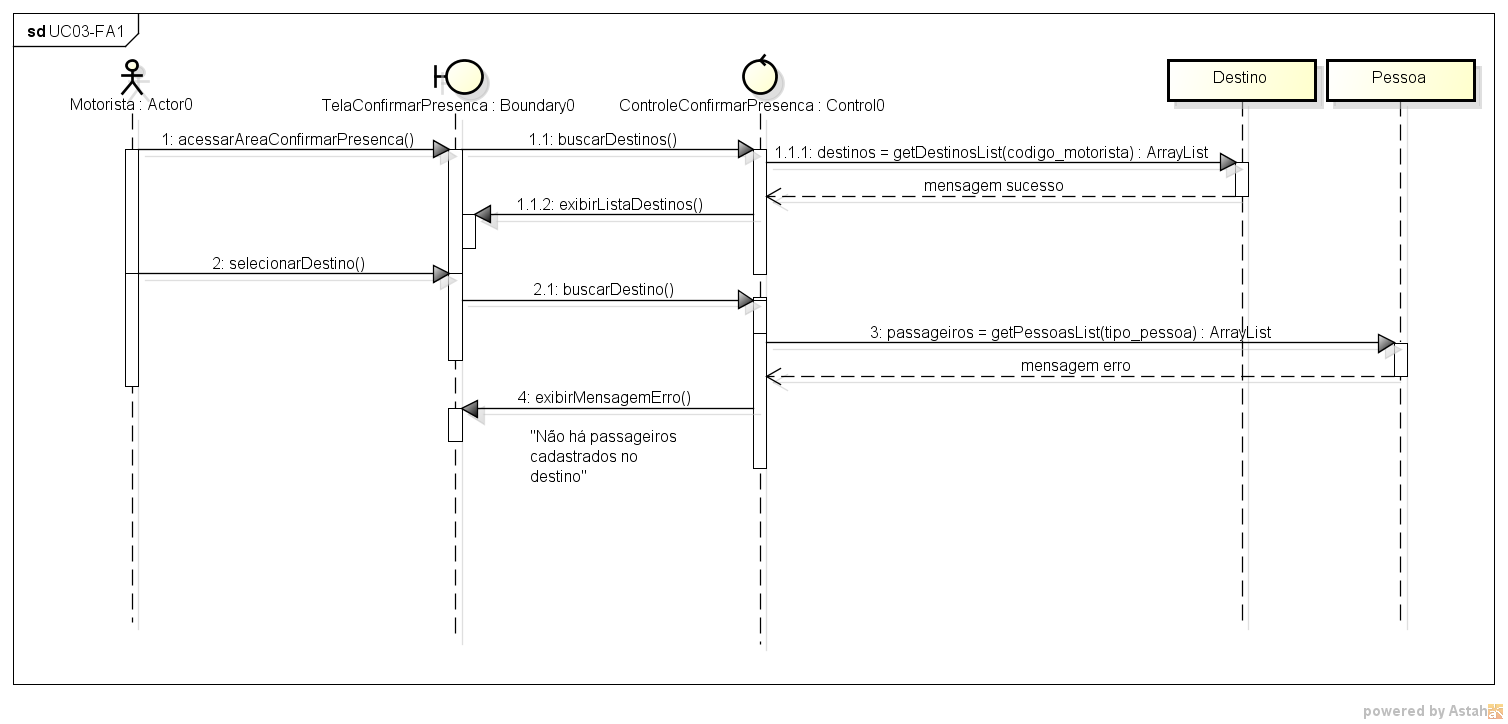 sd UC03-FA1
Motorista : Actor0
TelaConfirmarPresenca : Boundary0
ControleConfirmarPresenca : Control0
Destino
Pessoa
1: acessarAreaConfirmarPresenca()
1.1: buscarDestinos()
1.1.1: destinos = getDestinosList(codigo_motorista) : ArrayList
mensagem sucesso
1.1.2: exibirListaDestinos()
2: selecionarDestino()
2.1: buscarDestino()
3: passageiros = getPessoasList(tipo_pessoa) : ArrayList
mensagem erro
4: exibirMensagemErro()
"Não há passageiros
cadastrados no
destino"
powered by Astah